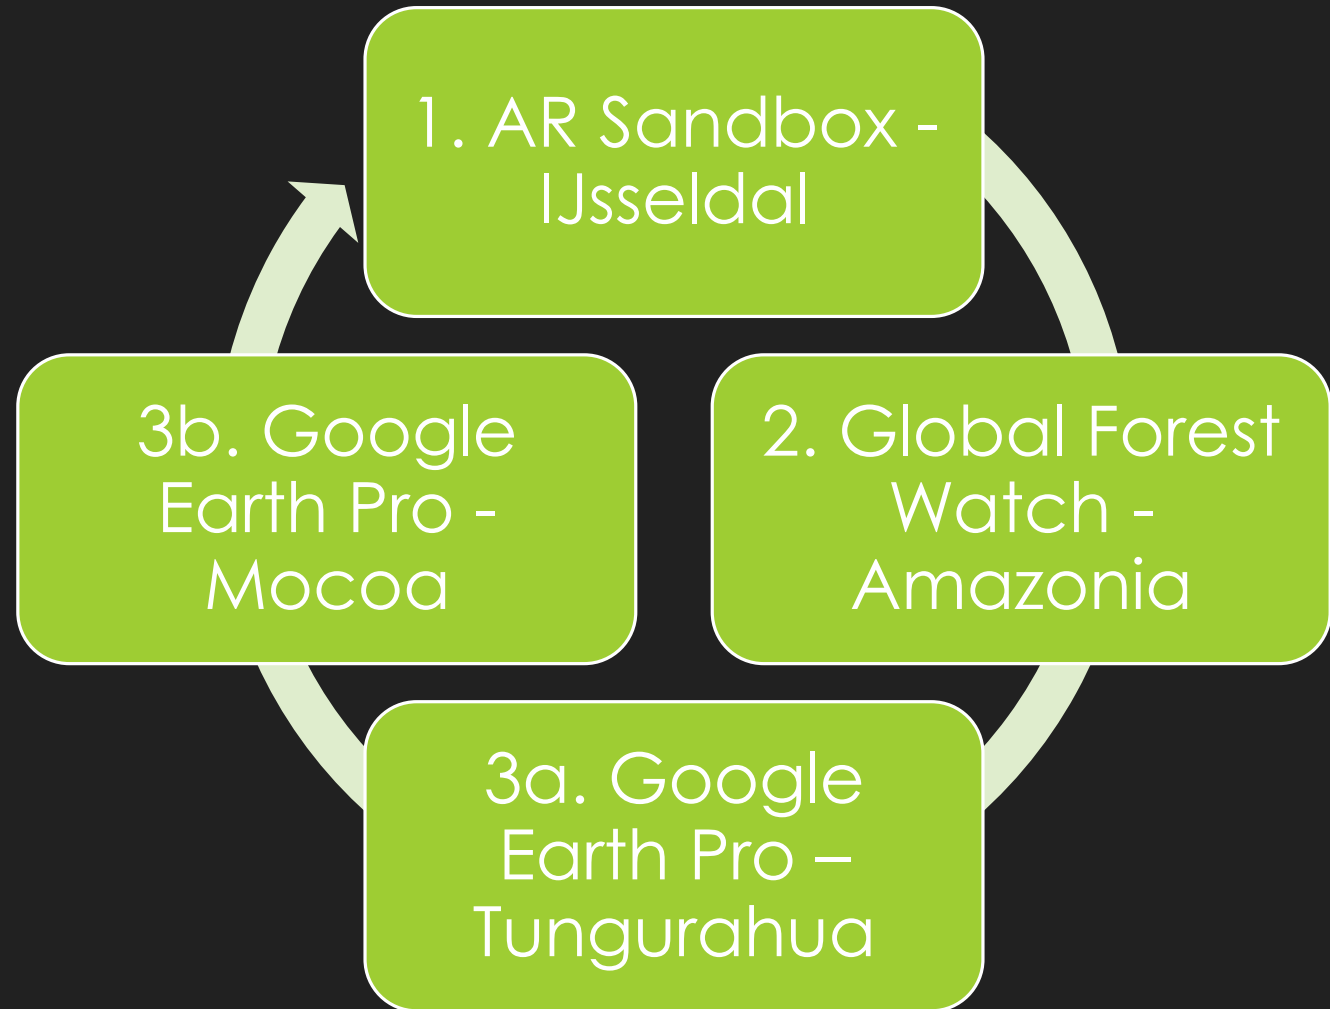 1. AR Sandbox -
IJsseldal
2. Global Forest
Watch -
Amazonia
3a. Google
Earth Pro –
Tungurahua
3b. Google
Earth Pro -
Mocoa